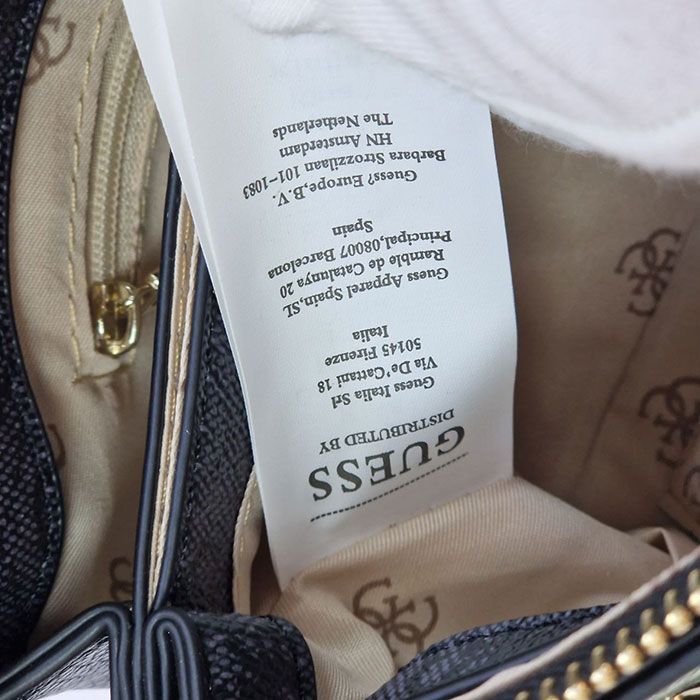 GUESS
DISTRIBUTED BY
Guess Italia Srl
Via De'Cattani 18
50145 Firenze
Italia
Guess Apparel Spain,SL
Ramble de Catalunya 20
Principal,08007 Barcelona
Spain
Guess? Europe,B.V.
Barbara Strozzilaan 101-1083
HN Amsterdam
The Netherlands